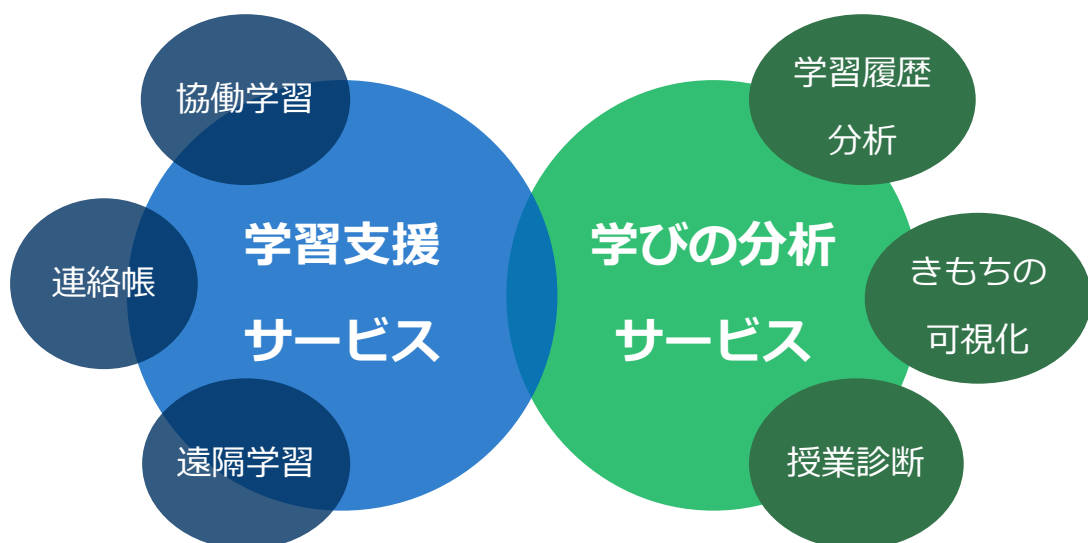 協働学習
連絡帳
遠隔学習
学習支援
サービス
学びの分析
サービス
学習履歴
分析
きもちの
可視化
授業診断